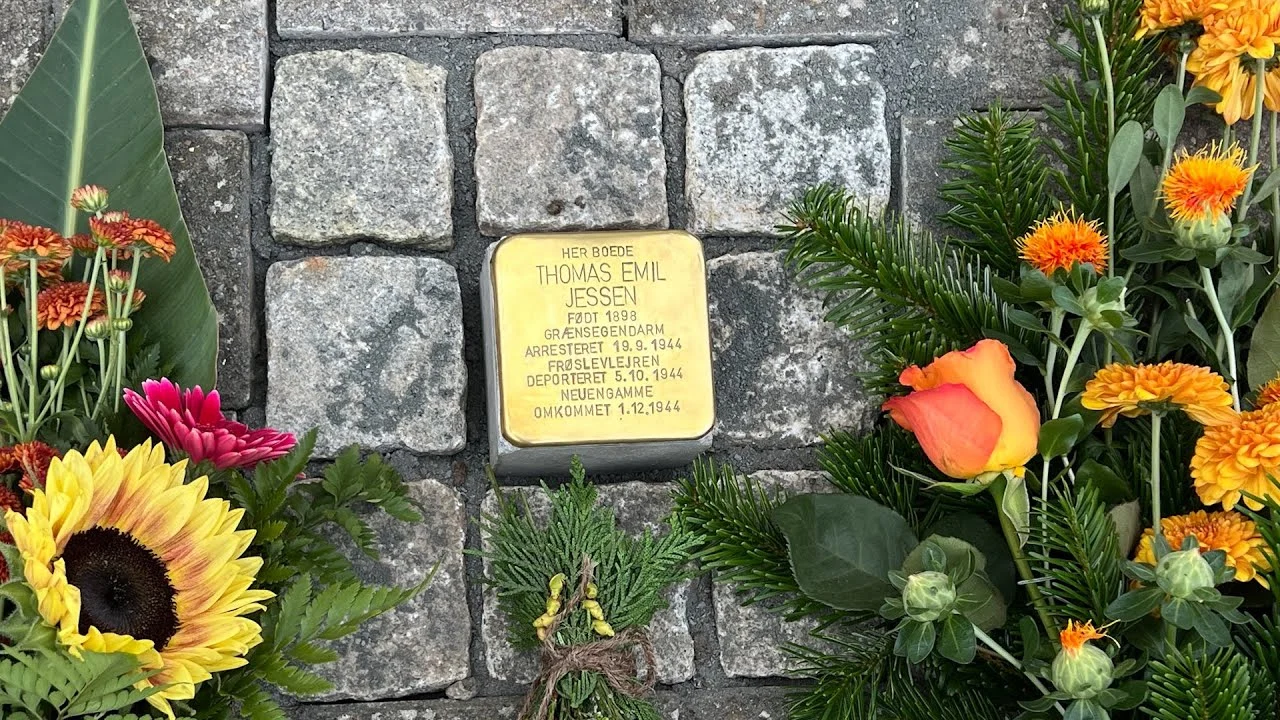 HER BOEDE
THOMAS EMIL
JESSEN
FØDT 1898
GRÆNSEGENDARM
ARRESTERET 19.9.1944
FRØSLEVLEJREN
DEPORTERET 5.10.1944
NEUENGAMME
OMKOMMET 1.12.1944